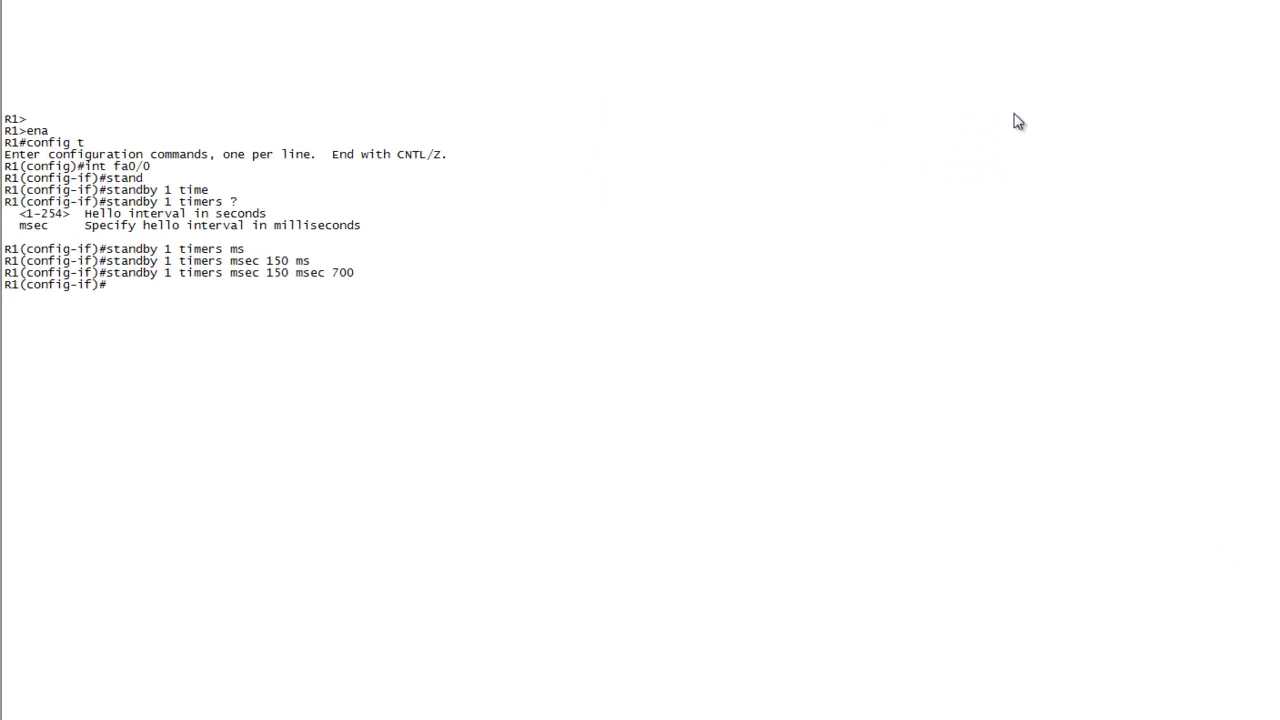 R1>
R1>ena
R1#config t
Enter configuration commands, one per line.  End with CNTL/Z.
R1(config)#int fa0/0
R1(config-if)#stand
R1(config-if)#standby 1 time
R1(config-if)#standby 1 timers ?
  <1-254>  Hello interval in seconds
  msec     Specify hello interval in milliseconds
R1(config-if)#standby 1 timers ms
R1(config-if)#standby 1 timers msec 150 ms
R1(config-if)#standby 1 timers msec 150 msec 700
R1(config-if)#